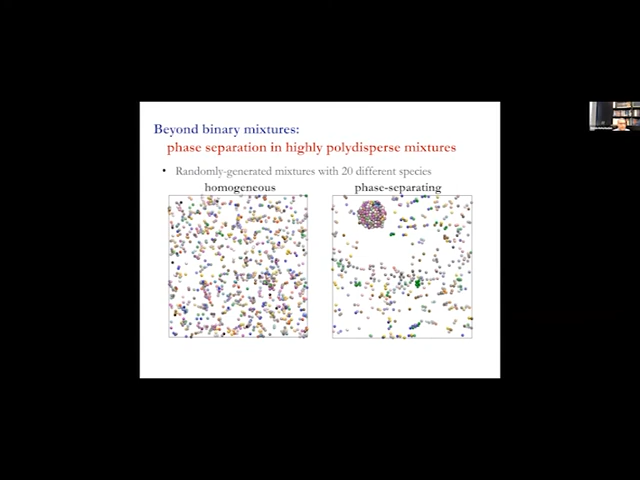 Beyond binary mixtures:
phase separation in highly polydisperse mixtures
• Randomly-generated mixtures with 20 different species
homogeneous
phase-separating